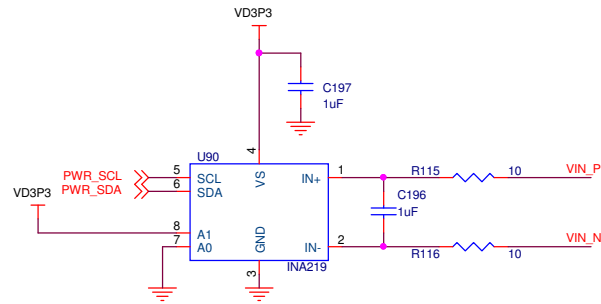 VD3P3
C197
1uF
U90
4
PWR_SCL 5 SCL VS IN+ 1 R115 10 VIN_P
PWR_SDA 6 SDA
VD3P3
C196
1uF
8 A1
7 A0 GND IN- 2 R116 10 VIN_N
3 INA219